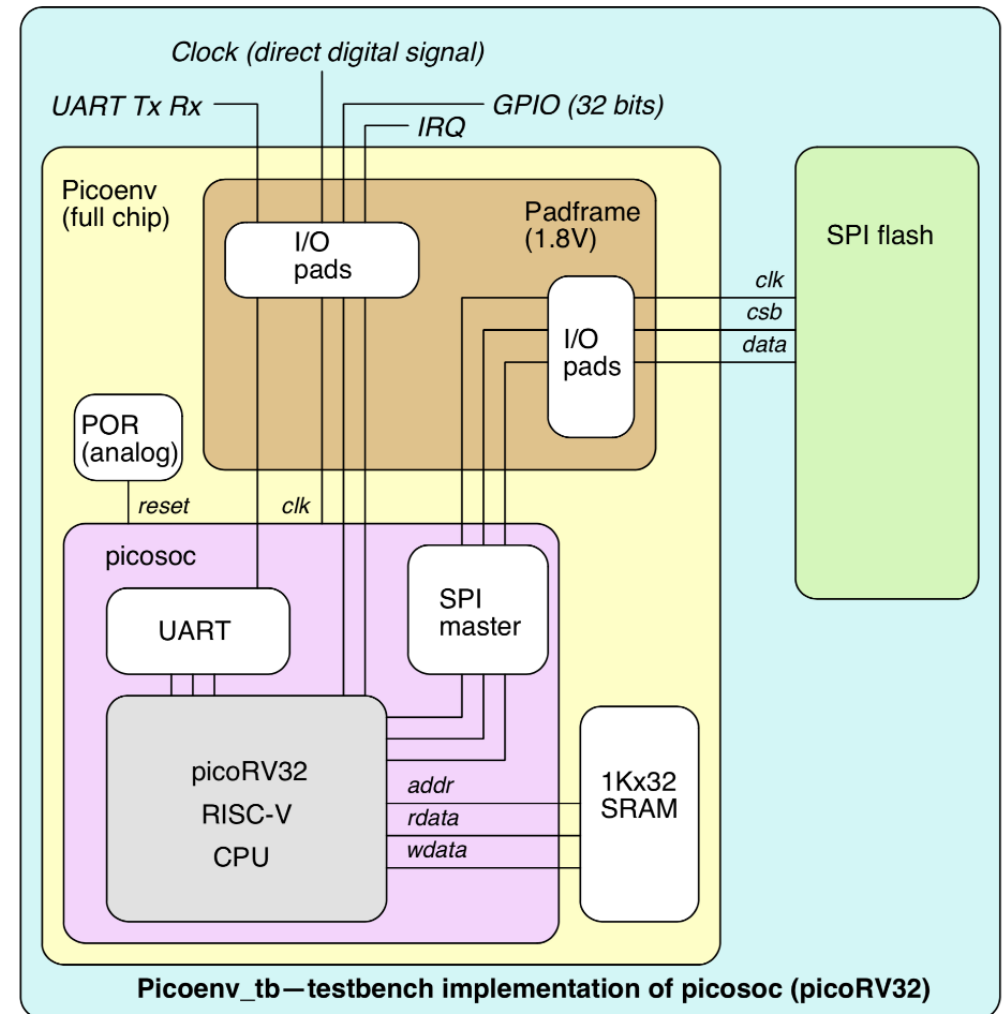 Clock (direct digital signal)
UART Tx Rx
GPIO (32 bits)
IRQ
Picoenv
(full chip)
Padframe
(1.8V)
I/O
pads
SPI flash
clk
csb
data
I/O
pads
POR
(analog)
reset
clk
picosoc
UART
SPI
master
picoRV32
RISC-V
CPU
addr
rdata
wdata
1Kx32
SRAM
Picoenv_tb—testbench implementation of picosoc (picoRV32)